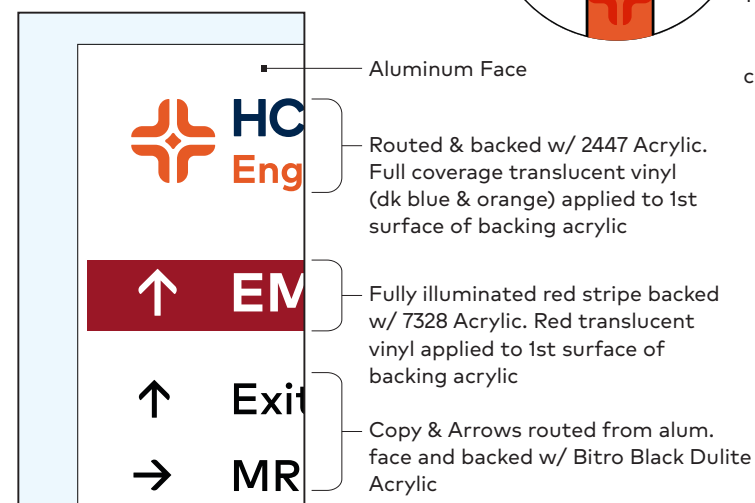 Aluminum Face
c
HC
Eng
Routed & backed w/ 2447 Acrylic.
Full coverage translucent vinyl
(dk blue & orange) applied to 1st
surface of backing acrylic
EM
Fully illuminated red stripe backed
w/ 7328 Acrylic. Red translucent
vinyl applied to 1st surface of
backing acrylic
Exit
MR
Copy & Arrows routed from alum.
face and backed w/ Bitro Black Dulite
Acrylic